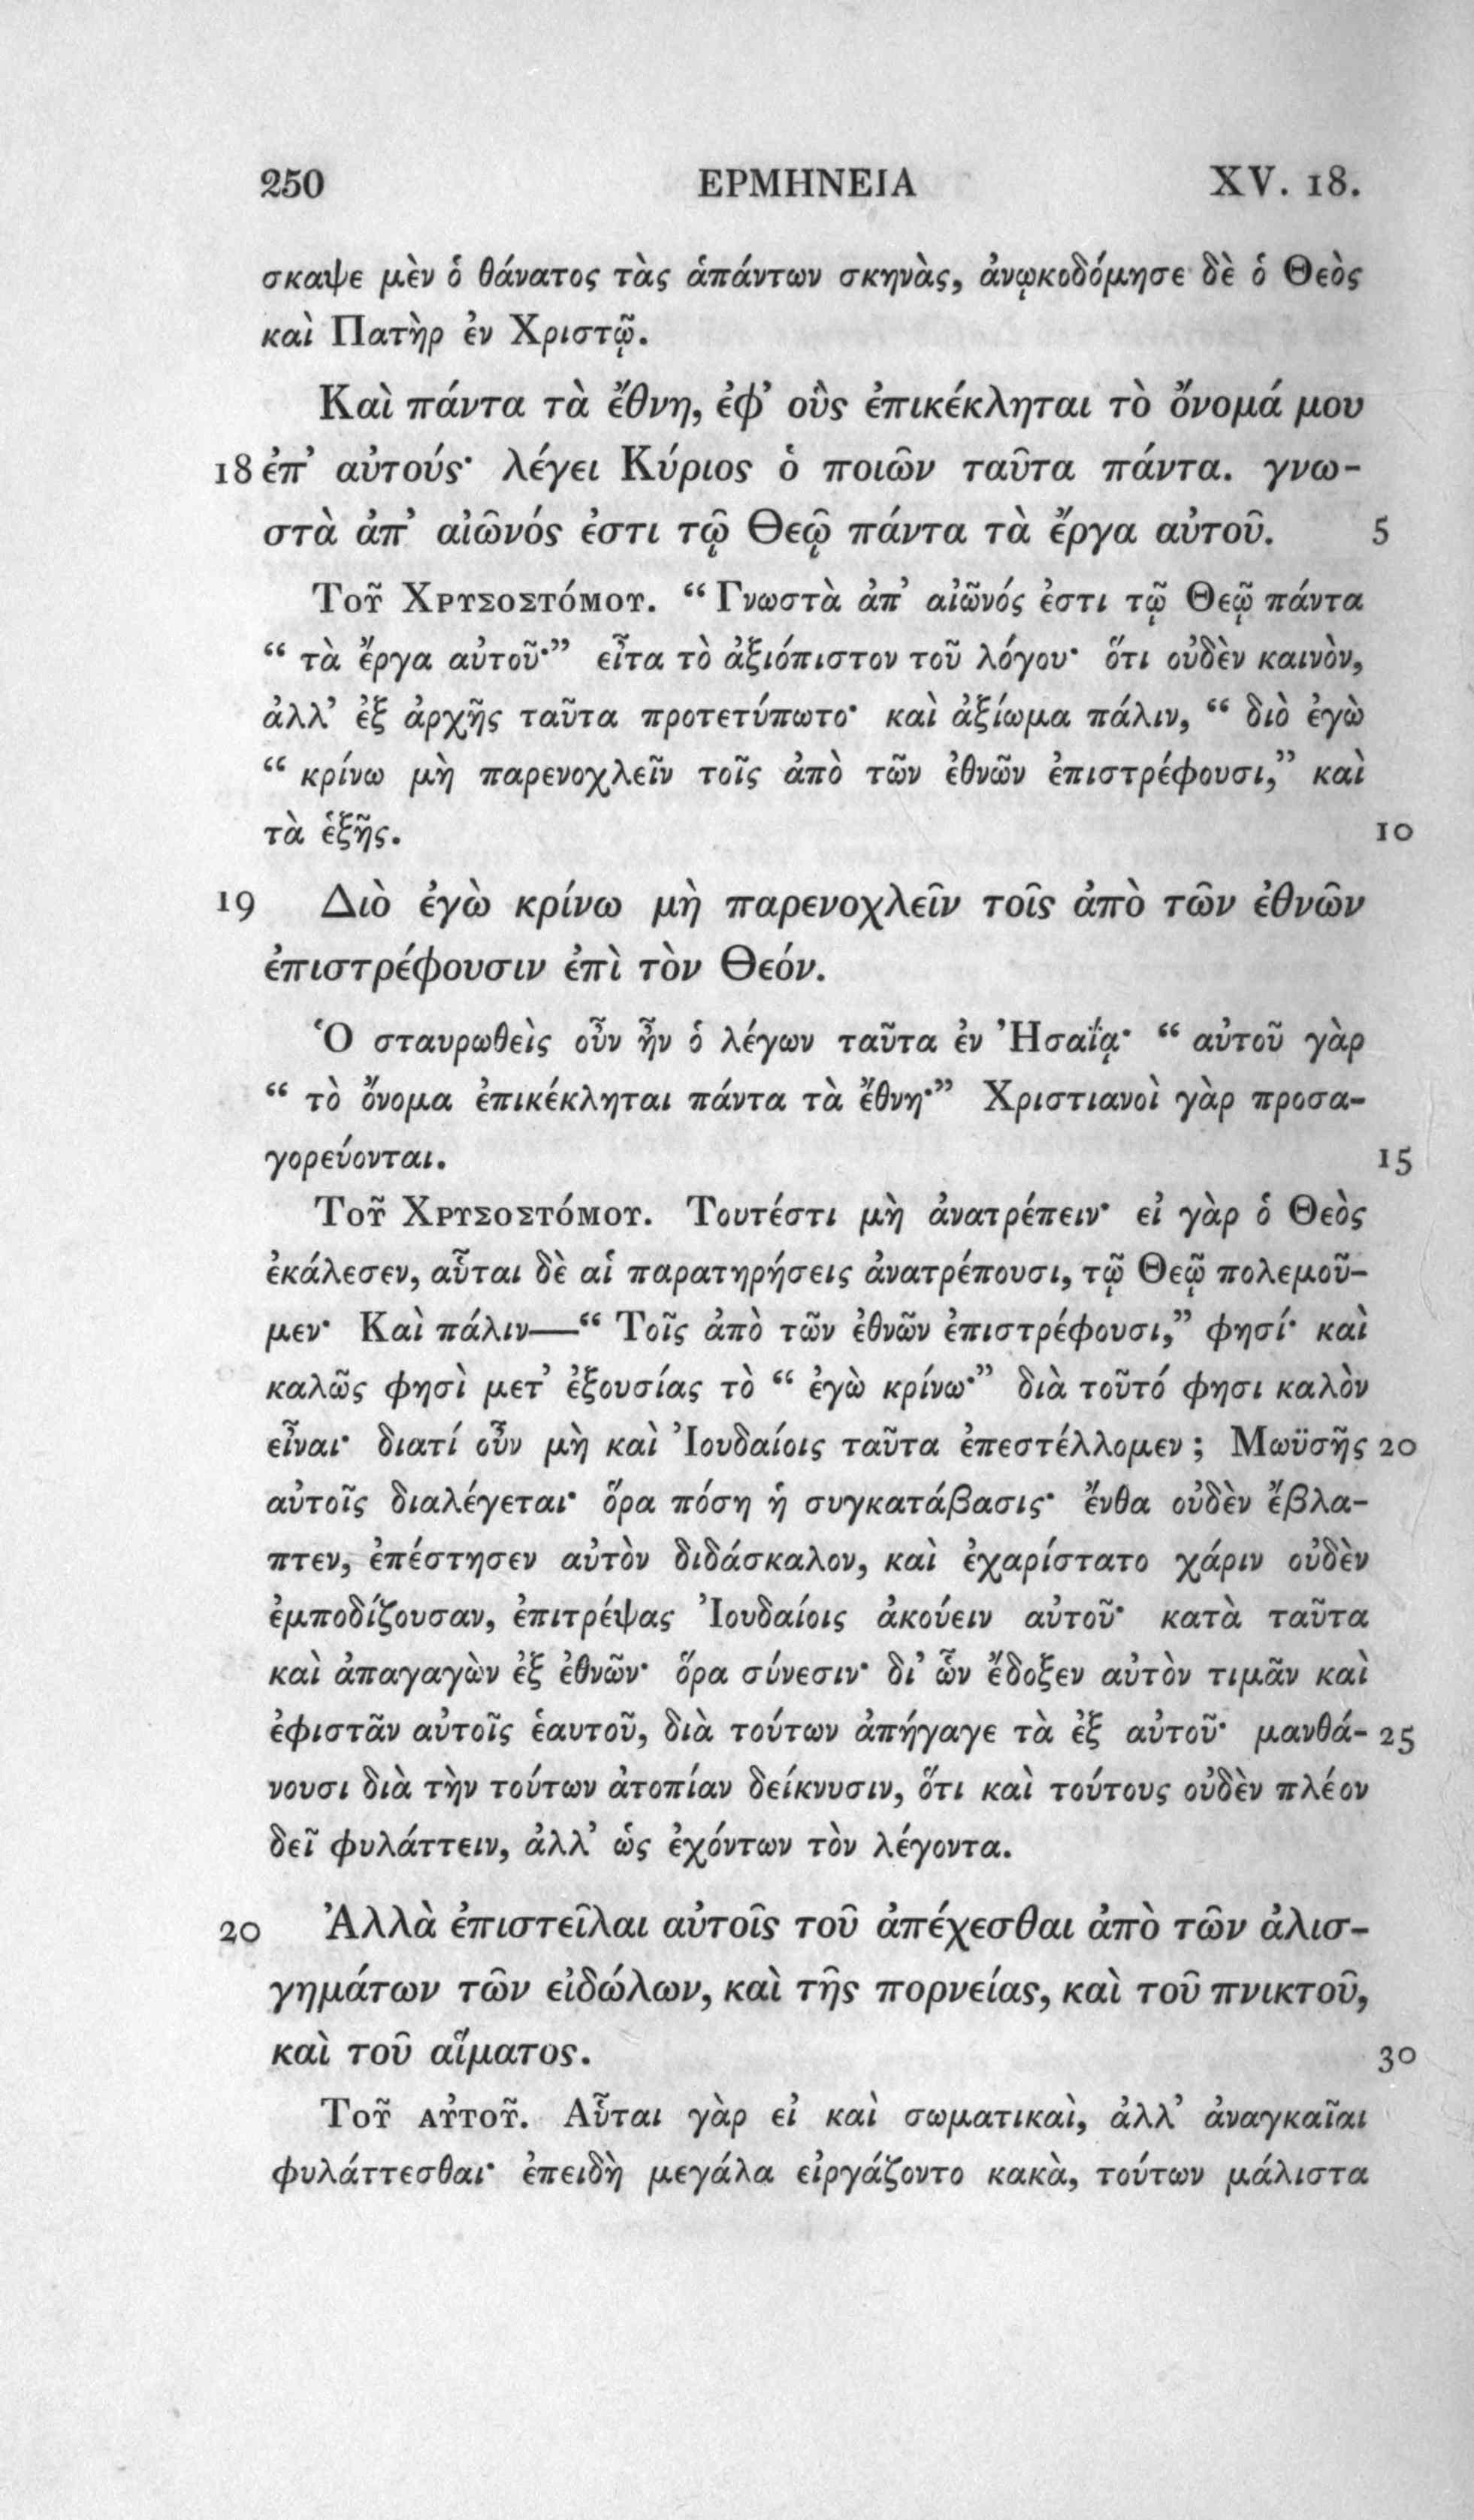 250 ΕΡΜΗΝΕΙΑ XV. 18.
σκαψε μὲν ὁ θάνατος τὰς ἁπάντων σκηνὰς, ἀνῳκοδόμησε δὲ ὁ Θεὸς
καὶ Πατὴρ ἐν Χριστῷ.
Καὶ πάντα τὰ ἔθνη, ἐφ’ οὓς ἐπικέκληται τὸ ὄνομά μου
18 ἐπ’ αὐτούς· λέγει Κύριος ὁ ποιῶν ταῦτα πάντα. γνω-
στὰ ἀπ’ αἰῶνός ἐστι τῷ Θεῷ πάντα τὰ ἔργα αὐτοῦ. 5
Τοῦ Χρυσοστόμου. “ Γνωστὰ ἀπ’ αἰῶνός ἐστι τῷ Θεῷ πάντα
“ τὰ ἔργα αὐτοῦ·” εἶτα τὸ ἀξιόπιστον τοῦ λόγου· ὅτι οὐδὲν καινὸν,
ἀλλ’ ἐξ ἀρχῆς ταῦτα προτετύπωτο· καὶ ἀξίωμα πάλιν, “ διὸ ἐγὼ
“ κρίνω μὴ παρενοχλεῖν τοῖς ἀπὸ τῶν ἐθνῶν ἐπιστρέφουσι,” καὶ
τὰ ἑξῆς. 10
19 Διὸ ἐγὼ κρίνω μὴ παρενοχλεῖν τοῖς ἀπὸ τῶν ἐθνῶν
ἐπιστρέφουσιν ἐπὶ τὸν Θεόν.
Ὁ σταυρωθεὶς οὖν ἦν ὁ λέγων ταῦτα ἐν Ἠσαΐᾳ· “ αὐτοῦ γὰρ
“ τὸ ὄνομα ἐπικέκληται πάντα τὰ ἔθνη·” Χριστιανοὶ γὰρ προσα-
γορεύονται. 15
Τοῦ Χρυσοστόμου. Τουτέστι μὴ ἀνατρέπειν· εἰ γὰρ ὁ Θεὸς
ἐκάλεσεν, αὗται δὲ αἱ παρατηρήσεις ἀνατρέπουσι, τῷ Θεῷ πολεμοῦ-
μεν· Καὶ πάλιν—“ Τοῖς ἀπὸ τῶν ἐθνῶν ἐπιστρέφουσι,” φησί· καὶ
καλῶς φησὶ μετ’ ἐξουσίας τὸ “ ἐγὼ κρίνω·” διὰ τοῦτό φησι καλὸν
εἶναι· διατί οὖν μὴ καὶ Ἰουδαίοις ταῦτα ἐπεστέλλομεν ; Μωϋσῆς 20
αὐτοῖς διαλέγεται· ὅρα πόση ἡ συγκατάβασις· ἔνθα οὐδὲν ἔβλα-
πτεν, ἐπέστησεν αὐτὸν διδάσκαλον, καὶ ἐχαρίστατο χάριν οὐδὲν
ἐμποδίζουσαν, ἐπιτρέψας Ἰουδαίοις ἀκούειν αὐτοῦ· κατὰ ταῦτα
καὶ ἀπαγαγὼν ἐξ ἐθνῶν· ὅρα σύνεσιν· δι’ ὧν ἔδοξεν αὐτὸν τιμᾶν καὶ
ἐφιστᾶν αὐτοῖς ἑαυτοῦ, διὰ τούτων ἀπήγαγε τὰ ἐξ αὐτοῦ· μανθά- 25
νουσι διὰ τὴν τούτων ἀτοπίαν δείκνυσιν, ὅτι καὶ τούτους οὐδὲν πλέον
δεῖ φυλάττειν, ἀλλ’ ὡς ἐχόντων τὸν λέγοντα.
20 Ἀλλὰ ἐπιστεῖλαι αὐτοῖς τοῦ ἀπέχεσθαι ἀπὸ τῶν ἀλισ-
γημάτων τῶν εἰδώλων, καὶ τῆς πορνείας, καὶ τοῦ πνικτοῦ,
καὶ τοῦ αἵματος. 30
Τοῦ αὐτοῦ. Αὗται γὰρ εἰ καὶ σωματικαὶ, ἀλλ’ ἀναγκαῖαι
φυλάττεσθαι· ἐπειδὴ μεγάλα εἰργάζοντο κακὰ, τούτων μάλιστα